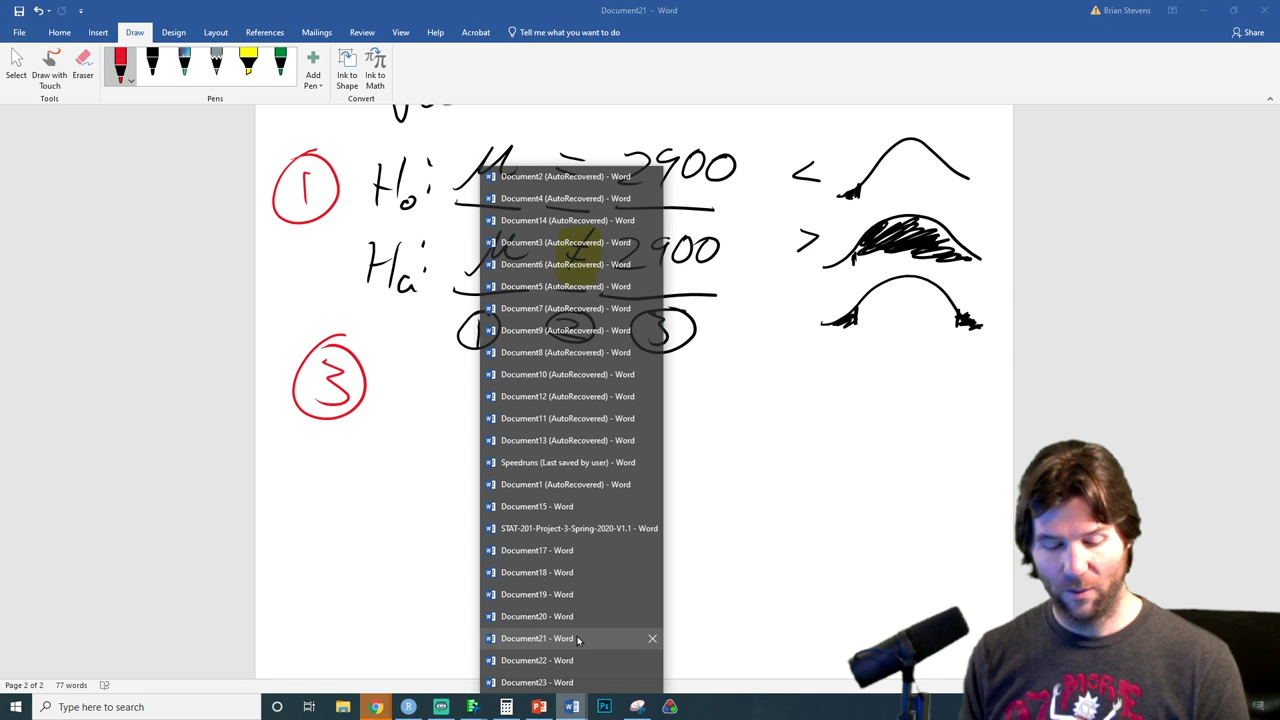 Document21 - Word
Brian Stevens
File Home Insert Draw Design Layout References Mailings Review View Help Acrobat Tell me what you want to do Share
Select
Draw with Touch
Eraser
Add Pen
Ink to Shape
Ink to Math
Tools
Pens
Convert
1 H0: μ = 2900 <
Ha: μ ≠ 2900 >
1 2 3
3
Document2 (AutoRecovered) - Word
Document4 (AutoRecovered) - Word
Document14 (AutoRecovered) - Word
Document3 (AutoRecovered) - Word
Document6 (AutoRecovered) - Word
Document5 (AutoRecovered) - Word
Document7 (AutoRecovered) - Word
Document9 (AutoRecovered) - Word
Document8 (AutoRecovered) - Word
Document10 (AutoRecovered) - Word
Document12 (AutoRecovered) - Word
Document11 (AutoRecovered) - Word
Document13 (AutoRecovered) - Word
Speedruns (Last saved by user) - Word
Document1 (AutoRecovered) - Word
Document15 - Word
STAT-201-Project-3-Spring-2020-V1.1 - Word
Document17 - Word
Document18 - Word
Document19 - Word
Document20 - Word
Document21 - Word
Document22 - Word
Document23 - Word
Page 2 of 2 77 words
Type here to search
MORE